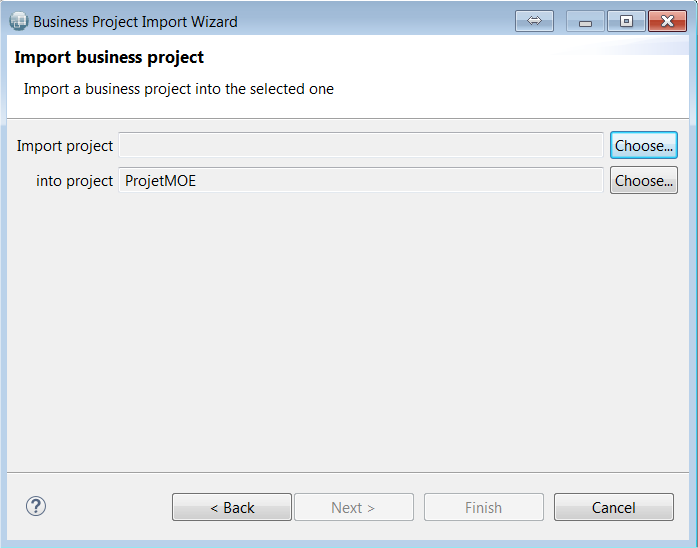 Business Project Import Wizard
Import business project
Import a business project into the selected one
Import project Choose...
into project ProjetMOE Choose...
? < Back Next > Finish Cancel